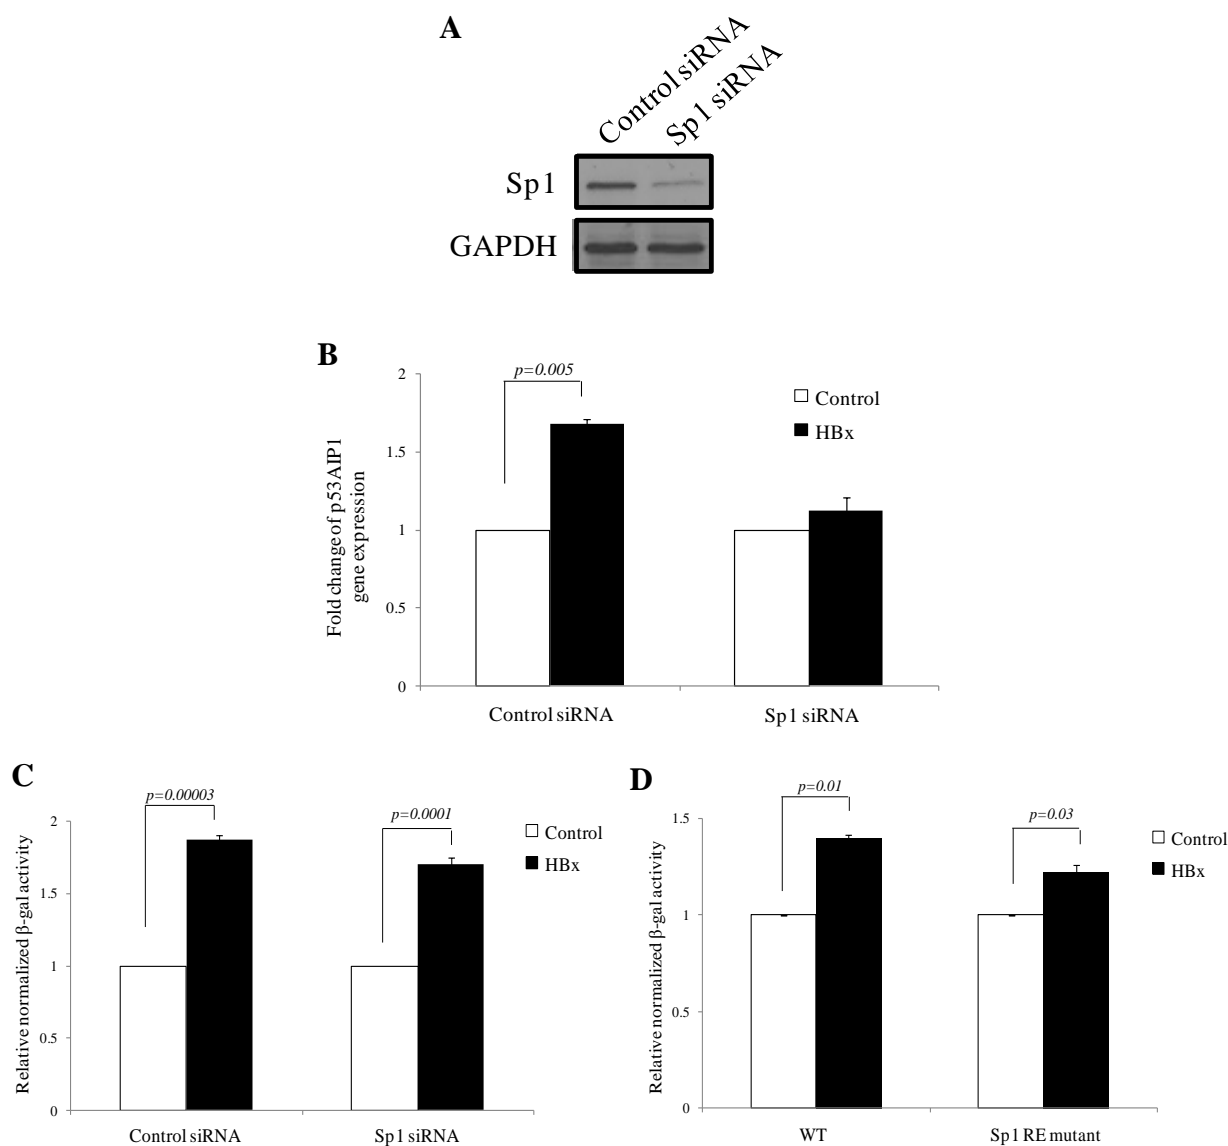 A
Control siRNA
Sp1 siRNA
Sp1
GAPDH
B
p=0.005
Control
HBx
Fold change of p53AIP1
gene expression
2
1.5
1
0.5
0
Control siRNA
Sp1 siRNA
C
p=0.00003
p=0.0001
Control
HBx
Relative normalized β-gal activity
2
1.5
1
0.5
0
Control siRNA
Sp1 siRNA
D
p=0.01
p=0.03
Control
HBx
Relative normalized β-gal activity
1.5
1
0.5
0
WT
Sp1 RE mutant